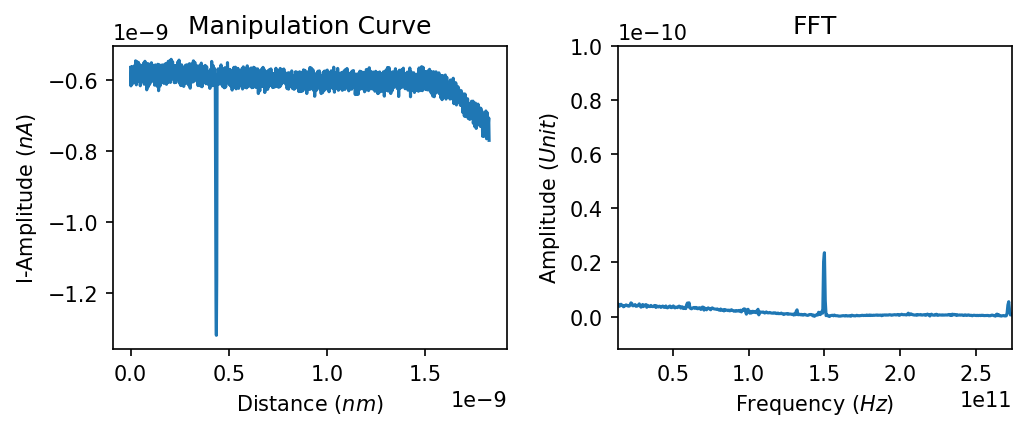 Manipulation Curve
1e−9
−0.6
−0.8
−1.0
−1.2
I-Amplitude (nA)
0.0 0.5 1.0 1.5
1e−9
Distance (nm)
FFT
1e−10
1.0
0.8
0.6
0.4
0.2
0.0
Amplitude (Unit)
0.5 1.0 1.5 2.0 2.5
1e11
Frequency (Hz)